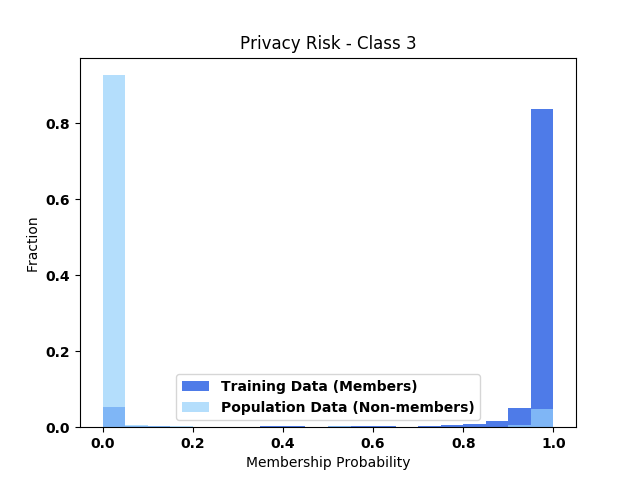 Privacy Risk - Class 3
Fraction
0.8
0.6
0.4
0.2
0.0
Training Data (Members)
Population Data (Non-members)
0.0 0.2 0.4 0.6 0.8 1.0
Membership Probability